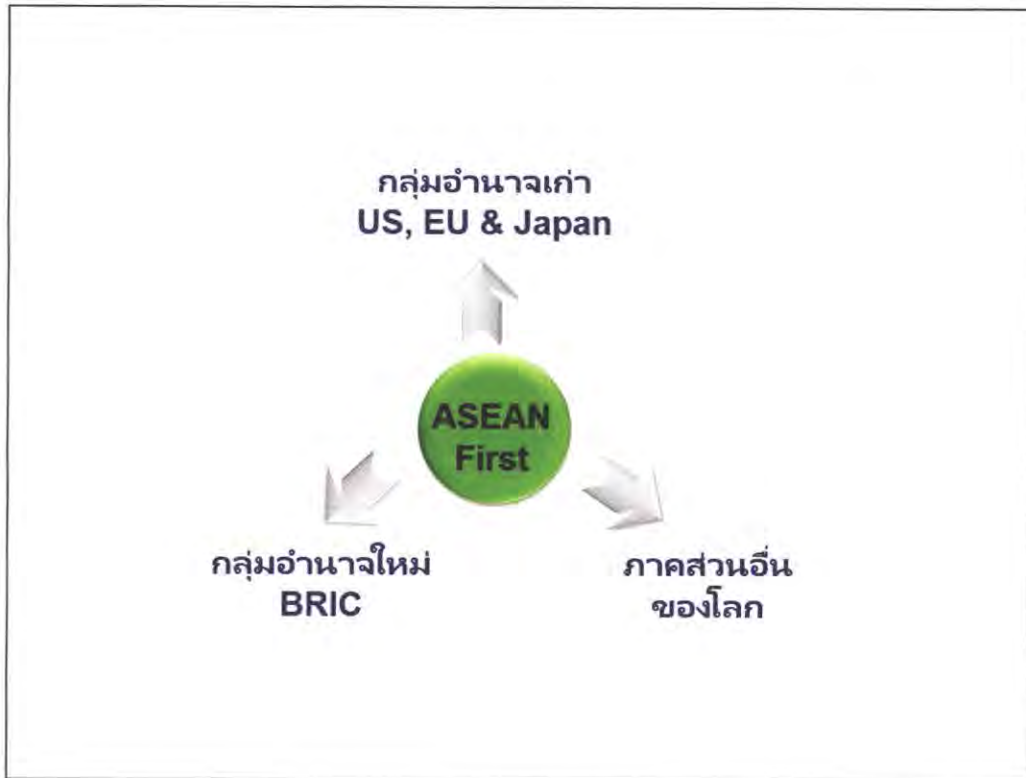 กลุ่มอำนาจเก่า
US, EU & Japan
ASEAN
First
กลุ่มอำนาจใหม่
BRIC
ภาคส่วนอื่น
ของโลก